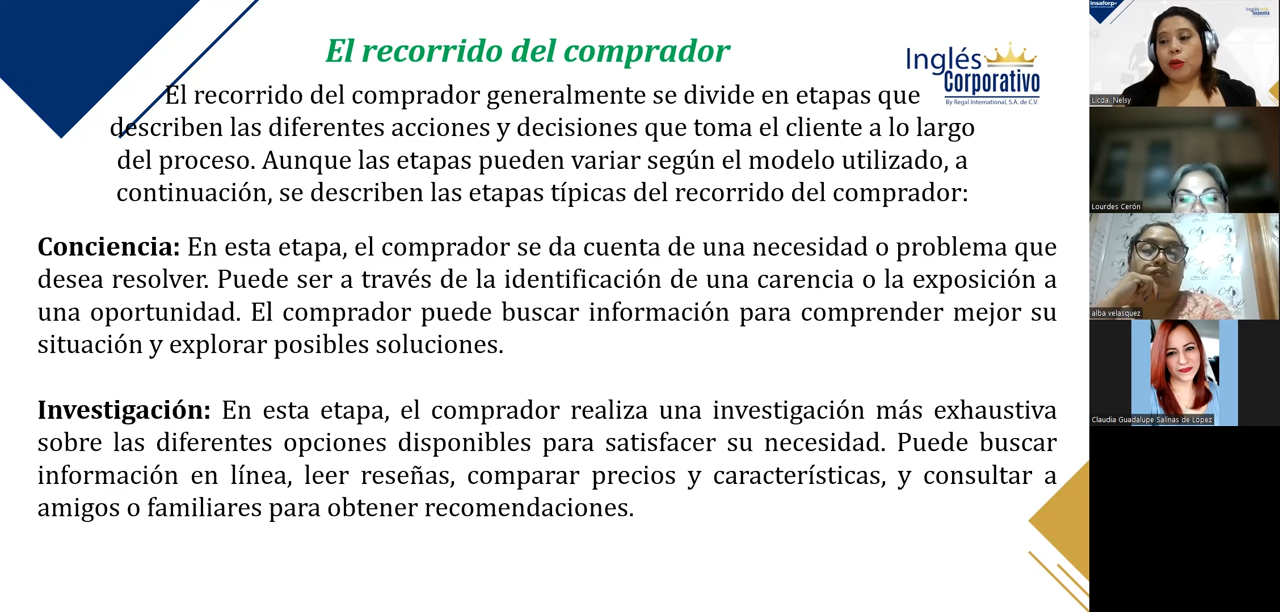 El recorrido del comprador
Inglés
Corporativo
By Regal International, S.A. de C.V.
El recorrido del comprador generalmente se divide en etapas que
describen las diferentes acciones y decisiones que toma el cliente a lo largo
del proceso. Aunque las etapas pueden variar según el modelo utilizado, a
continuación, se describen las etapas típicas del recorrido del comprador:
Conciencia: En esta etapa, el comprador se da cuenta de una necesidad o problema que
desea resolver. Puede ser a través de la identificación de una carencia o la exposición a
una oportunidad. El comprador puede buscar información para comprender mejor su
situación y explorar posibles soluciones.
Investigación: En esta etapa, el comprador realiza una investigación más exhaustiva
sobre las diferentes opciones disponibles para satisfacer su necesidad. Puede buscar
información en línea, leer reseñas, comparar precios y características, y consultar a
amigos o familiares para obtener recomendaciones.
Insaforp
Inglés
Corporativo
Licda. Nelsy
Lourdes Cerón
alba velasquez
Claudia Guadalupe Salinas de López